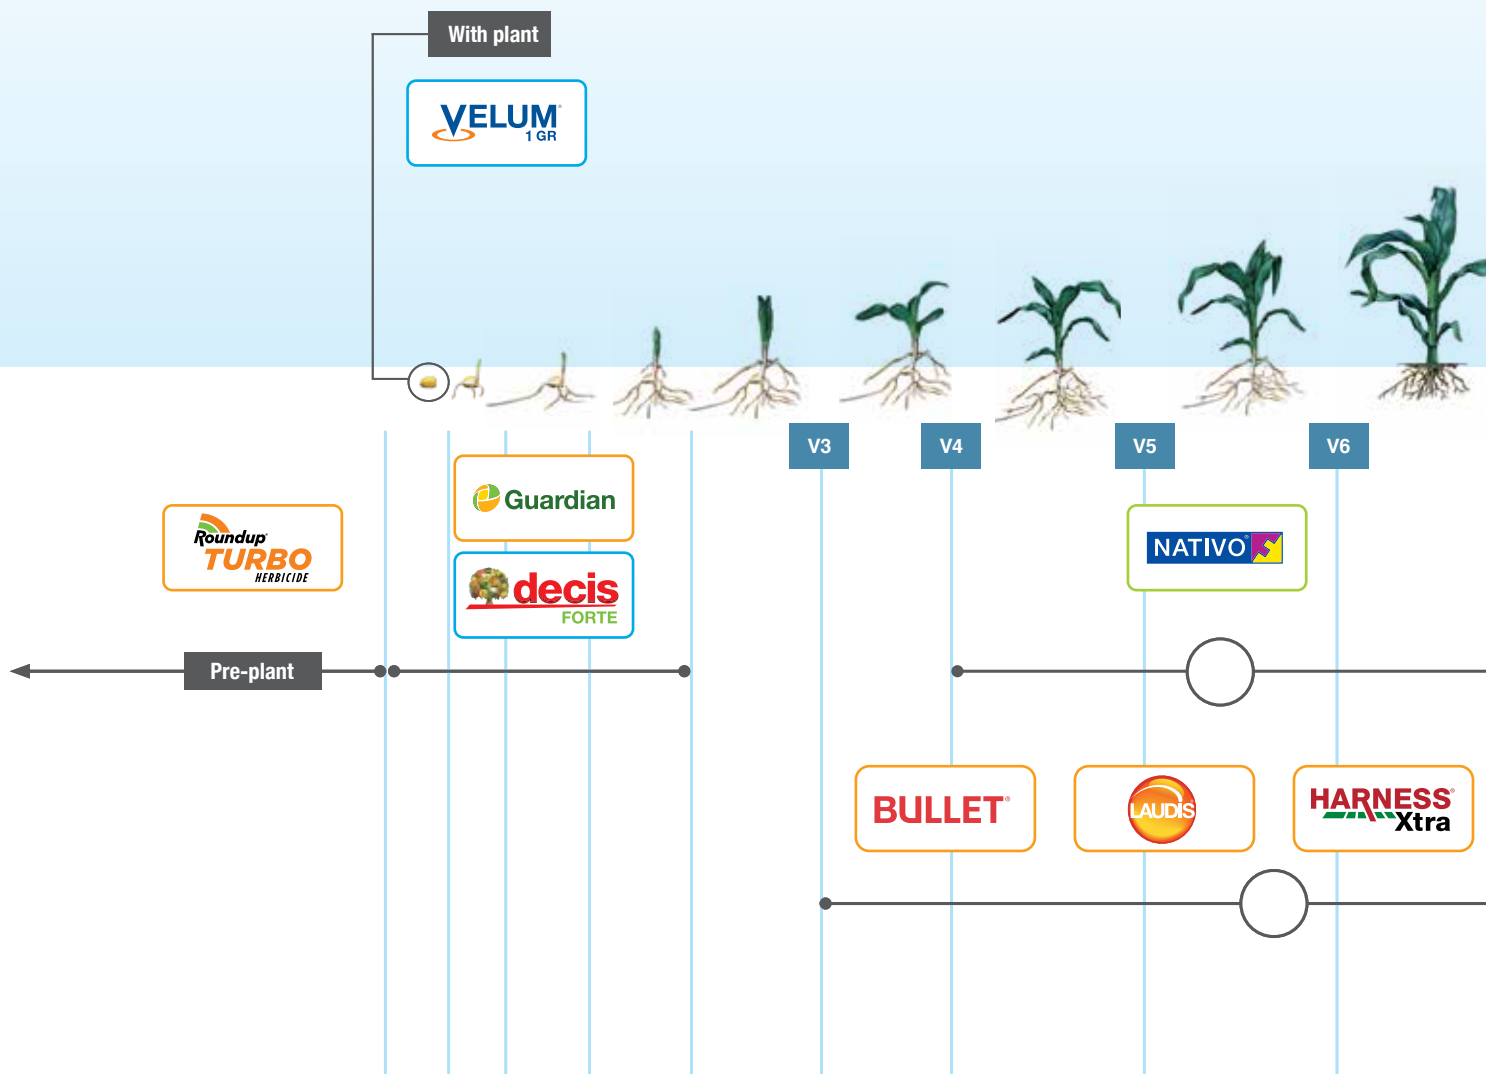 With plant
VELUM®
1 GR
V3
V4
V5
V6
Guardian
Roundup
TURBO
HERBICIDE
decis
FORTE
NATIVO®
Pre-plant
BULLET®
LAUDIS
HARNESS®
Xtra